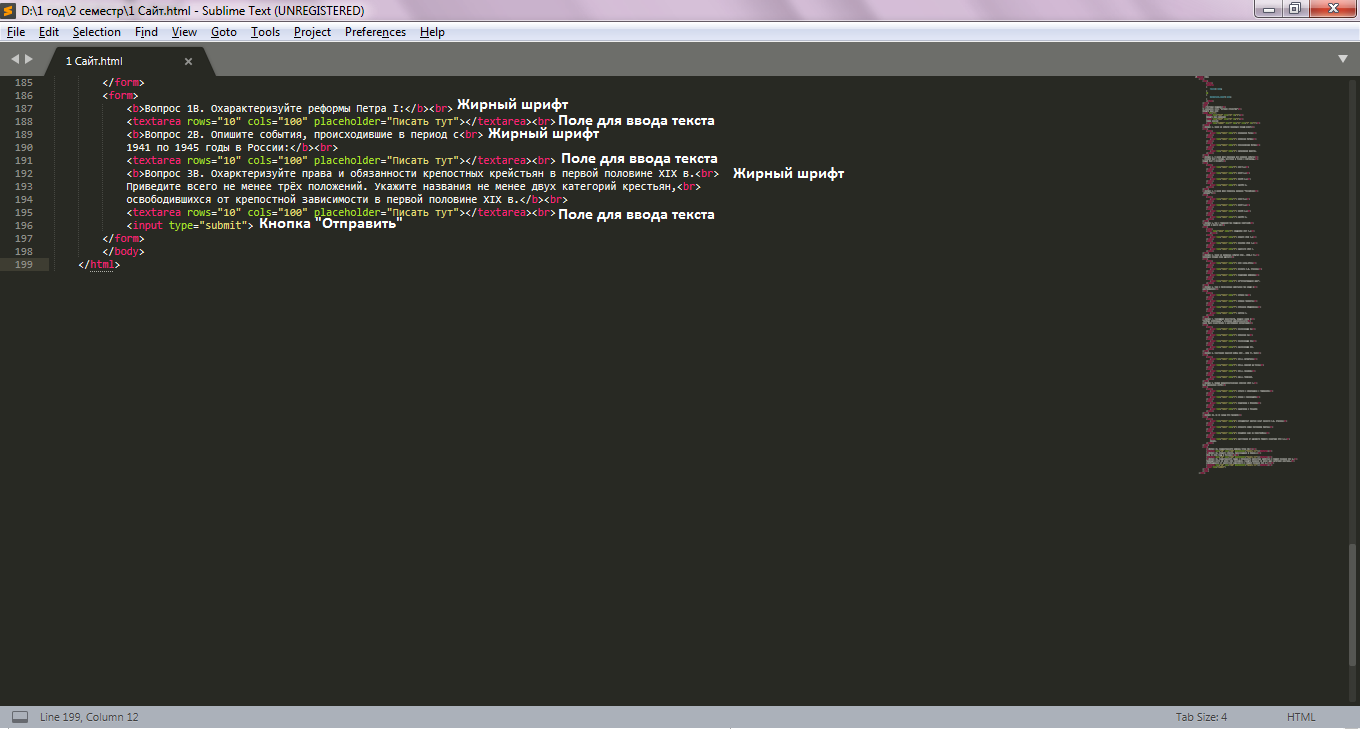 D:\1 год\2 семестр\1 Сайт.html - Sublime Text (UNREGISTERED)
File Edit Selection Find View Goto Tools Project Preferences Help
1 Сайт.html ×
185 </form>
186 <form>
187 <b>Вопрос 1В. Охарактеризуйте реформы Петра I:</b><br> Жирный шрифт
188 <textarea rows="10" cols="100" placeholder="Писать тут"></textarea><br> Поле для ввода текста
189 <b>Вопрос 2В. Опишите события, происходившие в период с<br> Жирный шрифт
190 1941 по 1945 годы в России:</b><br>
191 <textarea rows="10" cols="100" placeholder="Писать тут"></textarea><br> Поле для ввода текста
192 <b>Вопрос 3В. Охарктеризуйте права и обязанности крепостных крейстьян в первой половине XIX в.<br> Жирный шрифт
193 Приведите всего не менее трёх положений. Укажите названия не менее двух категорий крестьян,<br>
194 освободившихся от крепостной зависимости в первой половине XIX в.</b><br>
195 <textarea rows="10" cols="100" placeholder="Писать тут"></textarea><br> Поле для ввода текста
196 <input type="submit"> Кнопка "Отправить"
197 </form>
198 </body>
199 </html>
Line 199, Column 12 Tab Size: 4 HTML